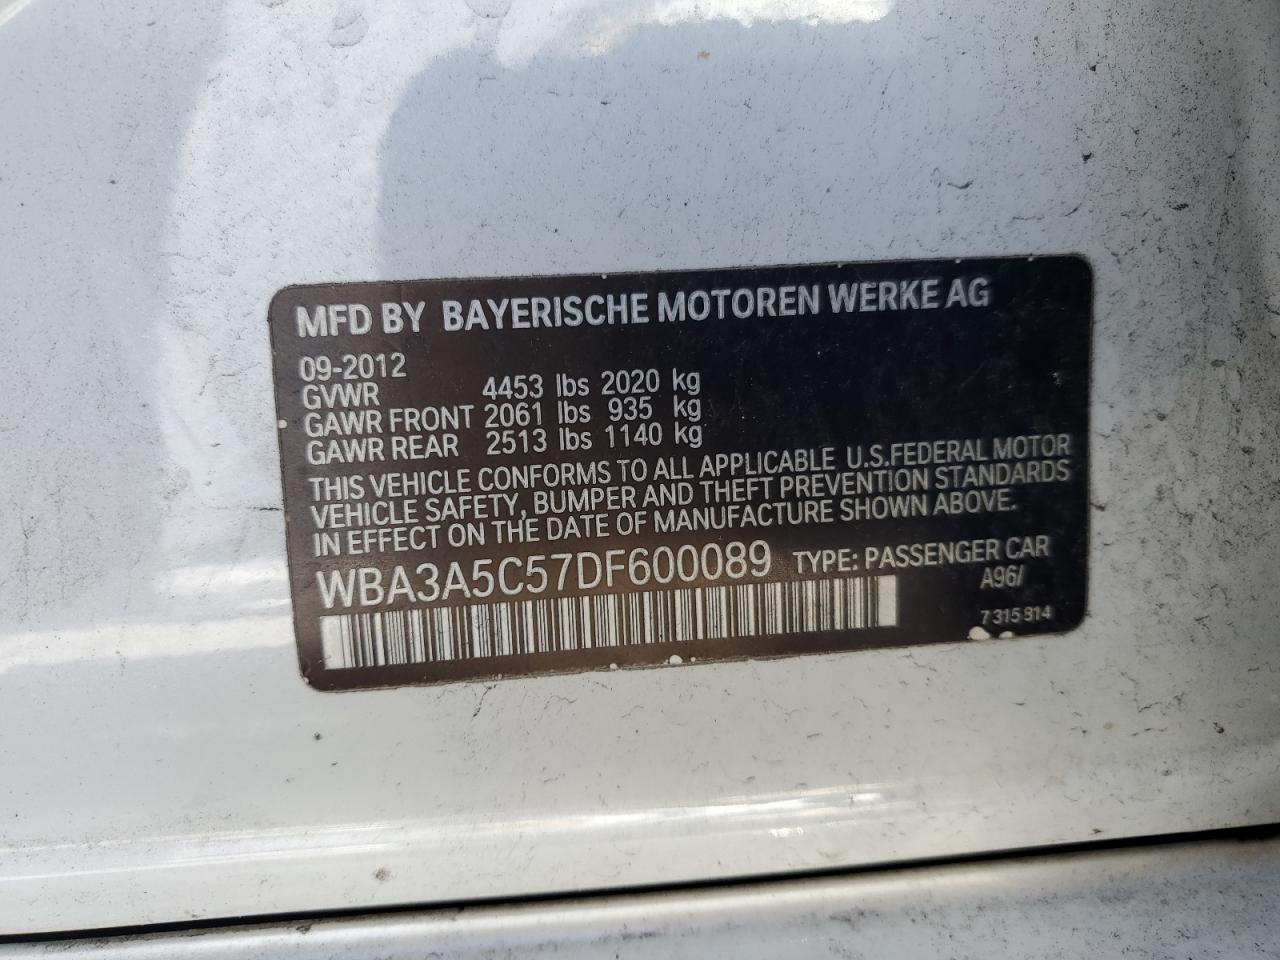 MFD BY BAYERISCHE MOTOREN WERKE AG
09-2012
GVWR 4453 lbs 2020 kg
GAWR FRONT 2061 lbs 935 kg
GAWR REAR 2513 lbs 1140 kg
THIS VEHICLE CONFORMS TO ALL APPLICABLE U.S.FEDERAL MOTOR
VEHICLE SAFETY, BUMPER AND THEFT PREVENTION STANDARDS
IN EFFECT ON THE DATE OF MANUFACTURE SHOWN ABOVE.
WBA3A5C57DF600089 TYPE: PASSENGER CAR
A96/
7 315 814